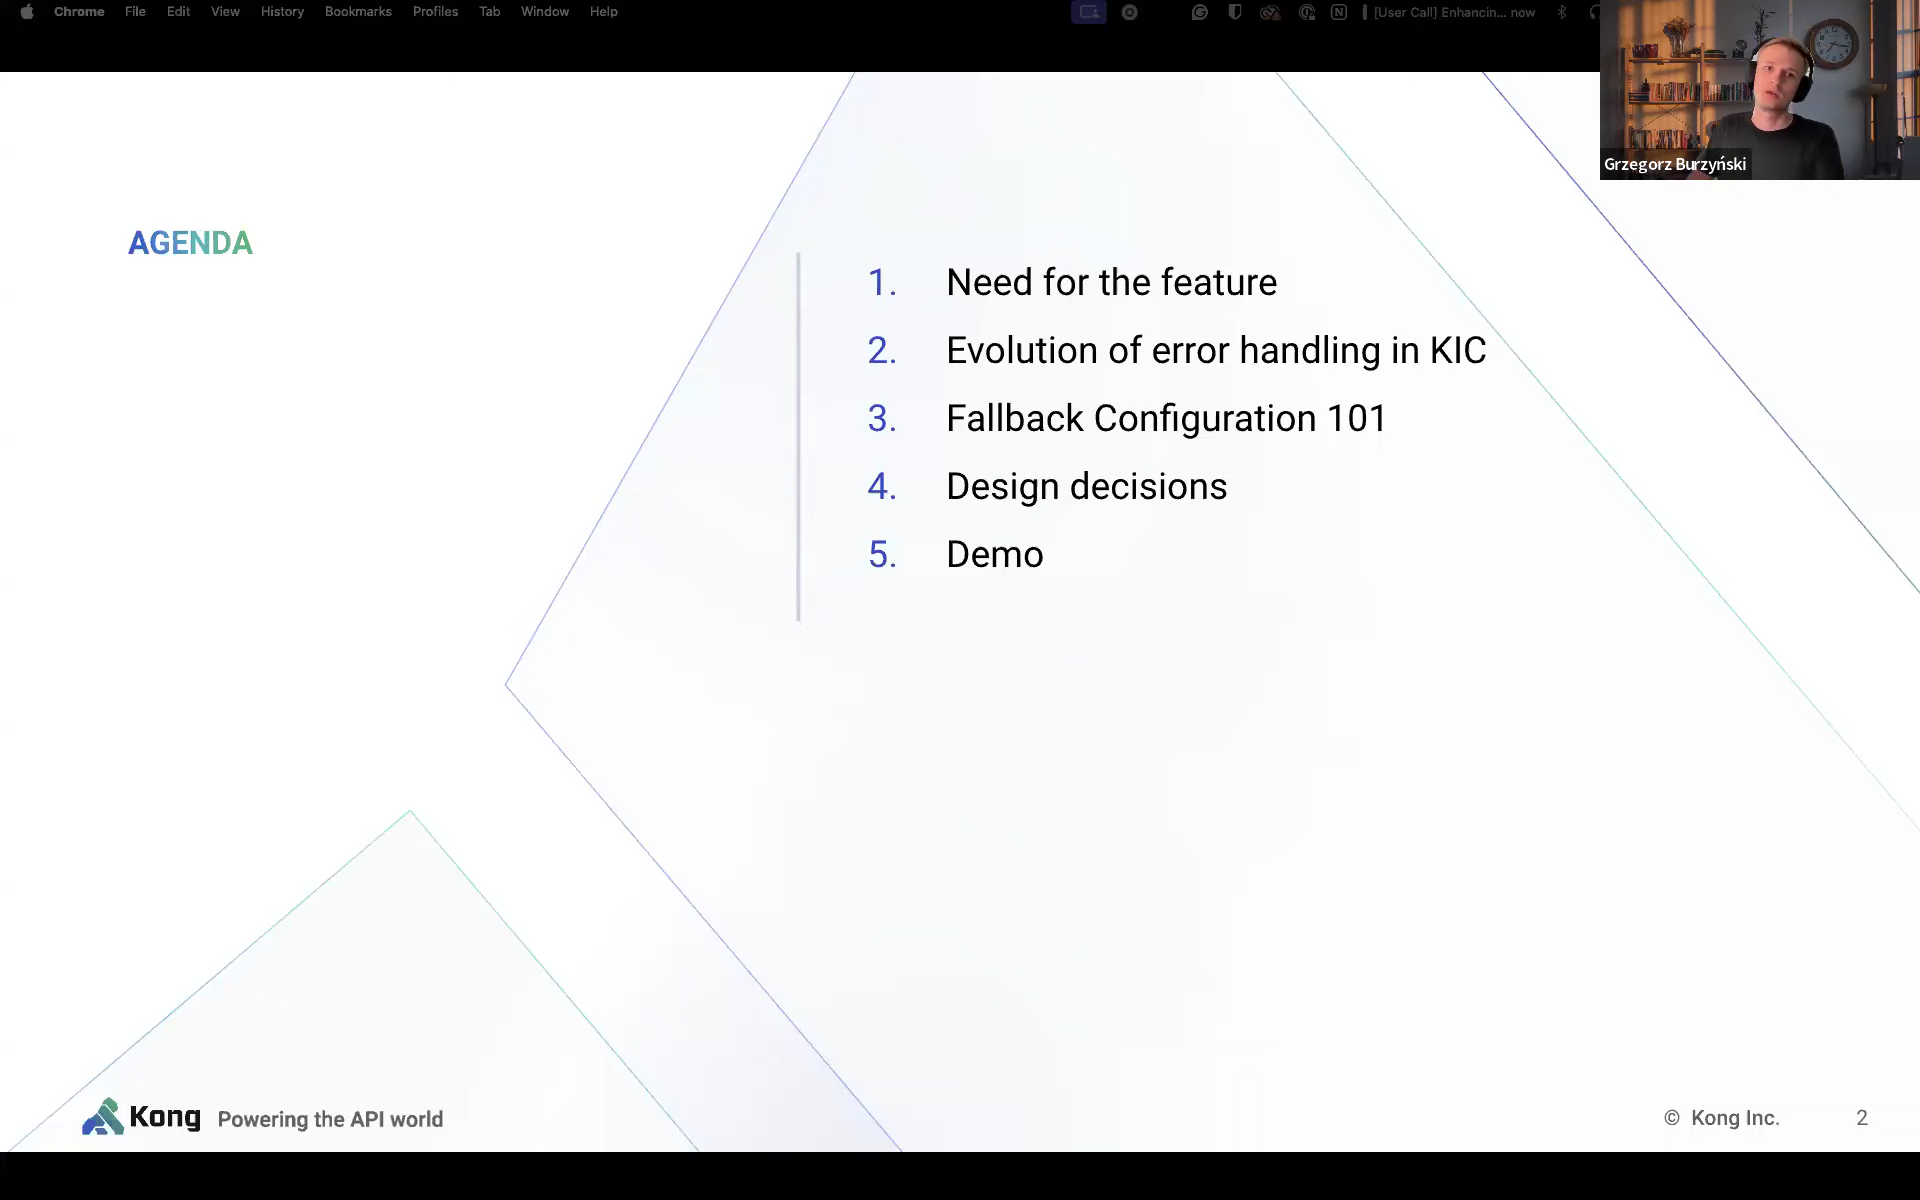 Chrome File Edit View History Bookmarks Profiles Tab Window Help
[User Call] Enhancin... now
Grzegorz Burzyński
AGENDA
1. Need for the feature
2. Evolution of error handling in KIC
3. Fallback Configuration 101
4. Design decisions
5. Demo
Kong Powering the API world
© Kong Inc. 2